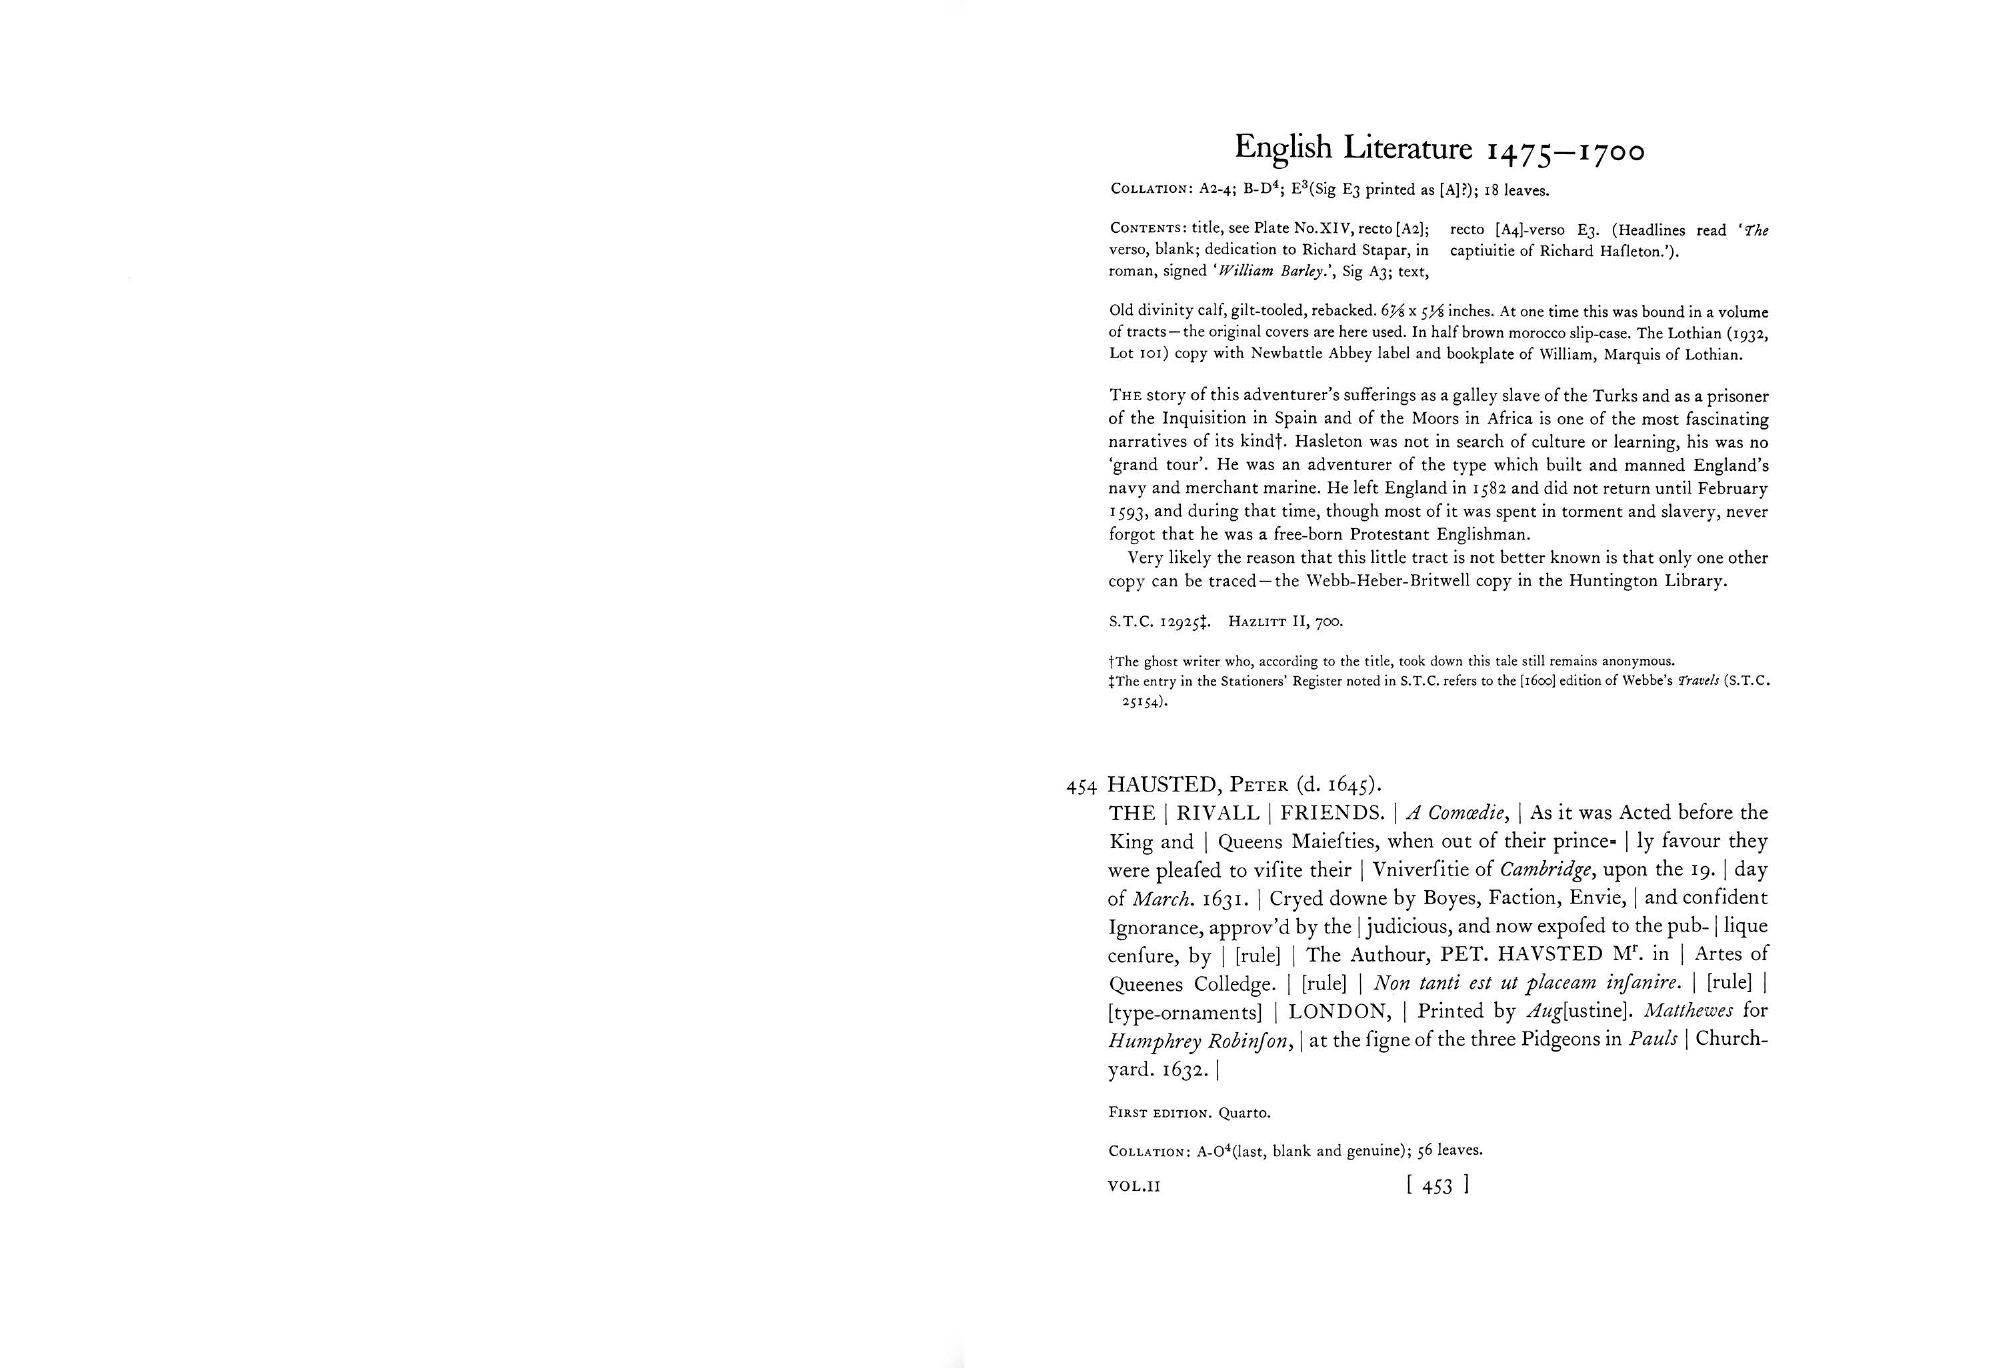 English Literature 1475—1700
COLLATION: A2-4; B-D⁴; E³(Sig E3 printed as [A]?); 18 leaves.
CONTENTS: title, see Plate No.XIV, recto [A2];
verso, blank; dedication to Richard Stapar, in
roman, signed ‘William Barley.’, Sig A3; text,
recto [A4]-verso E3. (Headlines read ‘The
captiuitie of Richard Haſleton.’).
Old divinity calf, gilt-tooled, rebacked. 6⅞ x 5⅛ inches. At one time this was bound in a volume
of tracts—the original covers are here used. In half brown morocco slip-case. The Lothian (1932,
Lot 101) copy with Newbattle Abbey label and bookplate of William, Marquis of Lothian.
THE story of this adventurer’s sufferings as a galley slave of the Turks and as a prisoner
of the Inquisition in Spain and of the Moors in Africa is one of the most fascinating
narratives of its kind†. Hasleton was not in search of culture or learning, his was no
‘grand tour’. He was an adventurer of the type which built and manned England’s
navy and merchant marine. He left England in 1582 and did not return until February
1593, and during that time, though most of it was spent in torment and slavery, never
forgot that he was a free-born Protestant Englishman.
Very likely the reason that this little tract is not better known is that only one other
copy can be traced—the Webb-Heber-Britwell copy in the Huntington Library.
S.T.C. 12925‡. HAZLITT II, 700.
†The ghost writer who, according to the title, took down this tale still remains anonymous.
‡The entry in the Stationers’ Register noted in S.T.C. refers to the [1600] edition of Webbe’s Travels (S.T.C.
25154).
454 HAUSTED, PETER (d. 1645).
THE | RIVALL | FRIENDS. | A Comœdie, | As it was Acted before the
King and | Queens Maieſties, when out of their prince- | ly favour they
were pleaſed to viſite their | Vniverſitie of Cambridge, upon the 19. | day
of March. 1631. | Cryed downe by Boyes, Faction, Envie, | and confident
Ignorance, approv’d by the | judicious, and now expoſed to the pub- | lique
cenſure, by | [rule] | The Authour, PET. HAVSTED Mʳ. in | Artes of
Queenes Colledge. | [rule] | Non tanti est ut placeam inſanire. | [rule] |
[type-ornaments] | LONDON, | Printed by Aug[ustine]. Matthewes for
Humphrey Robinſon, | at the ſigne of the three Pidgeons in Pauls | Church-
yard. 1632. |
FIRST EDITION. Quarto.
COLLATION: A-O⁴(last, blank and genuine); 56 leaves.
VOL.II [ 453 ]